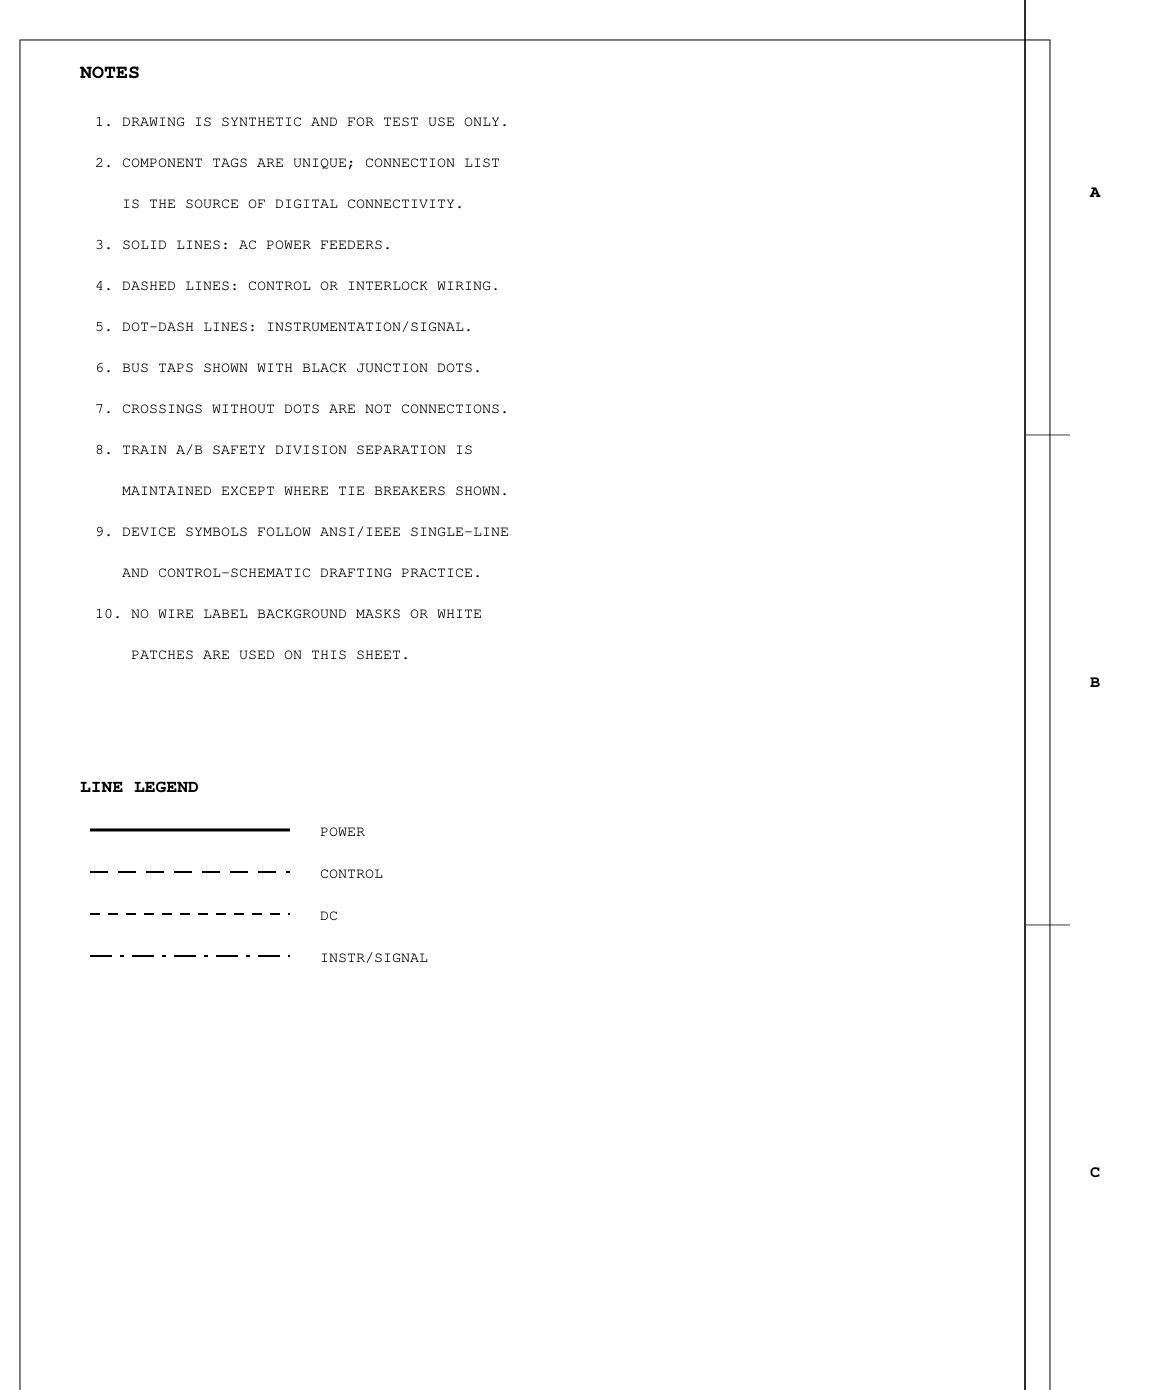 NOTES
1. DRAWING IS SYNTHETIC AND FOR TEST USE ONLY.
2. COMPONENT TAGS ARE UNIQUE; CONNECTION LIST
IS THE SOURCE OF DIGITAL CONNECTIVITY.
3. SOLID LINES: AC POWER FEEDERS.
4. DASHED LINES: CONTROL OR INTERLOCK WIRING.
5. DOT-DASH LINES: INSTRUMENTATION/SIGNAL.
6. BUS TAPS SHOWN WITH BLACK JUNCTION DOTS.
7. CROSSINGS WITHOUT DOTS ARE NOT CONNECTIONS.
8. TRAIN A/B SAFETY DIVISION SEPARATION IS
MAINTAINED EXCEPT WHERE TIE BREAKERS SHOWN.
9. DEVICE SYMBOLS FOLLOW ANSI/IEEE SINGLE-LINE
AND CONTROL-SCHEMATIC DRAFTING PRACTICE.
10. NO WIRE LABEL BACKGROUND MASKS OR WHITE
PATCHES ARE USED ON THIS SHEET.
LINE LEGEND
POWER
CONTROL
DC
INSTR/SIGNAL
A
B
C